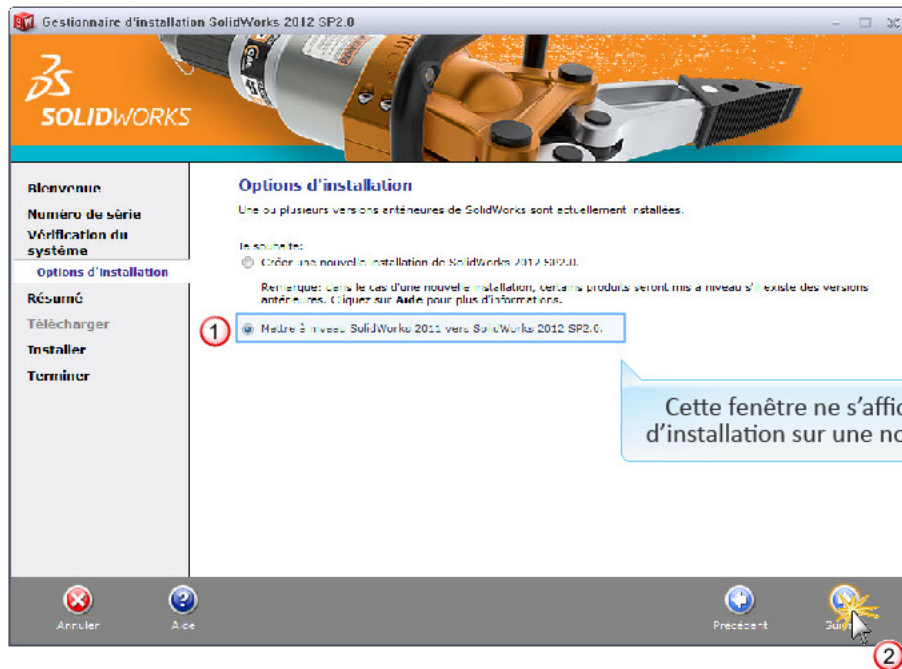 Gestionnaire d'installation SolidWorks 2012 SP2.0
SOLIDWORKS
Bienvenue
Numéro de série
Vérification du
système
Options d'installation
Résumé
Télécharger
Installer
Terminer
Options d'installation
Une ou plusieurs versions antérieures de SolidWorks sont actuellement installées.
Je souhaite:
Créer une nouvelle installation de SolidWorks 2012 SP2.0.
Remarque: dans le cas d'une nouvelle installation, certains produits seront mis à niveau s'il existe des versions
antérieures. Cliquez sur Aide pour plus d'informations.
1
Mettre à niveau SolidWorks 2011 vers SolidWorks 2012 SP2.0.
Cette fenêtre ne s'affic
d'installation sur une no
Annuler
Aide
Précédent
2